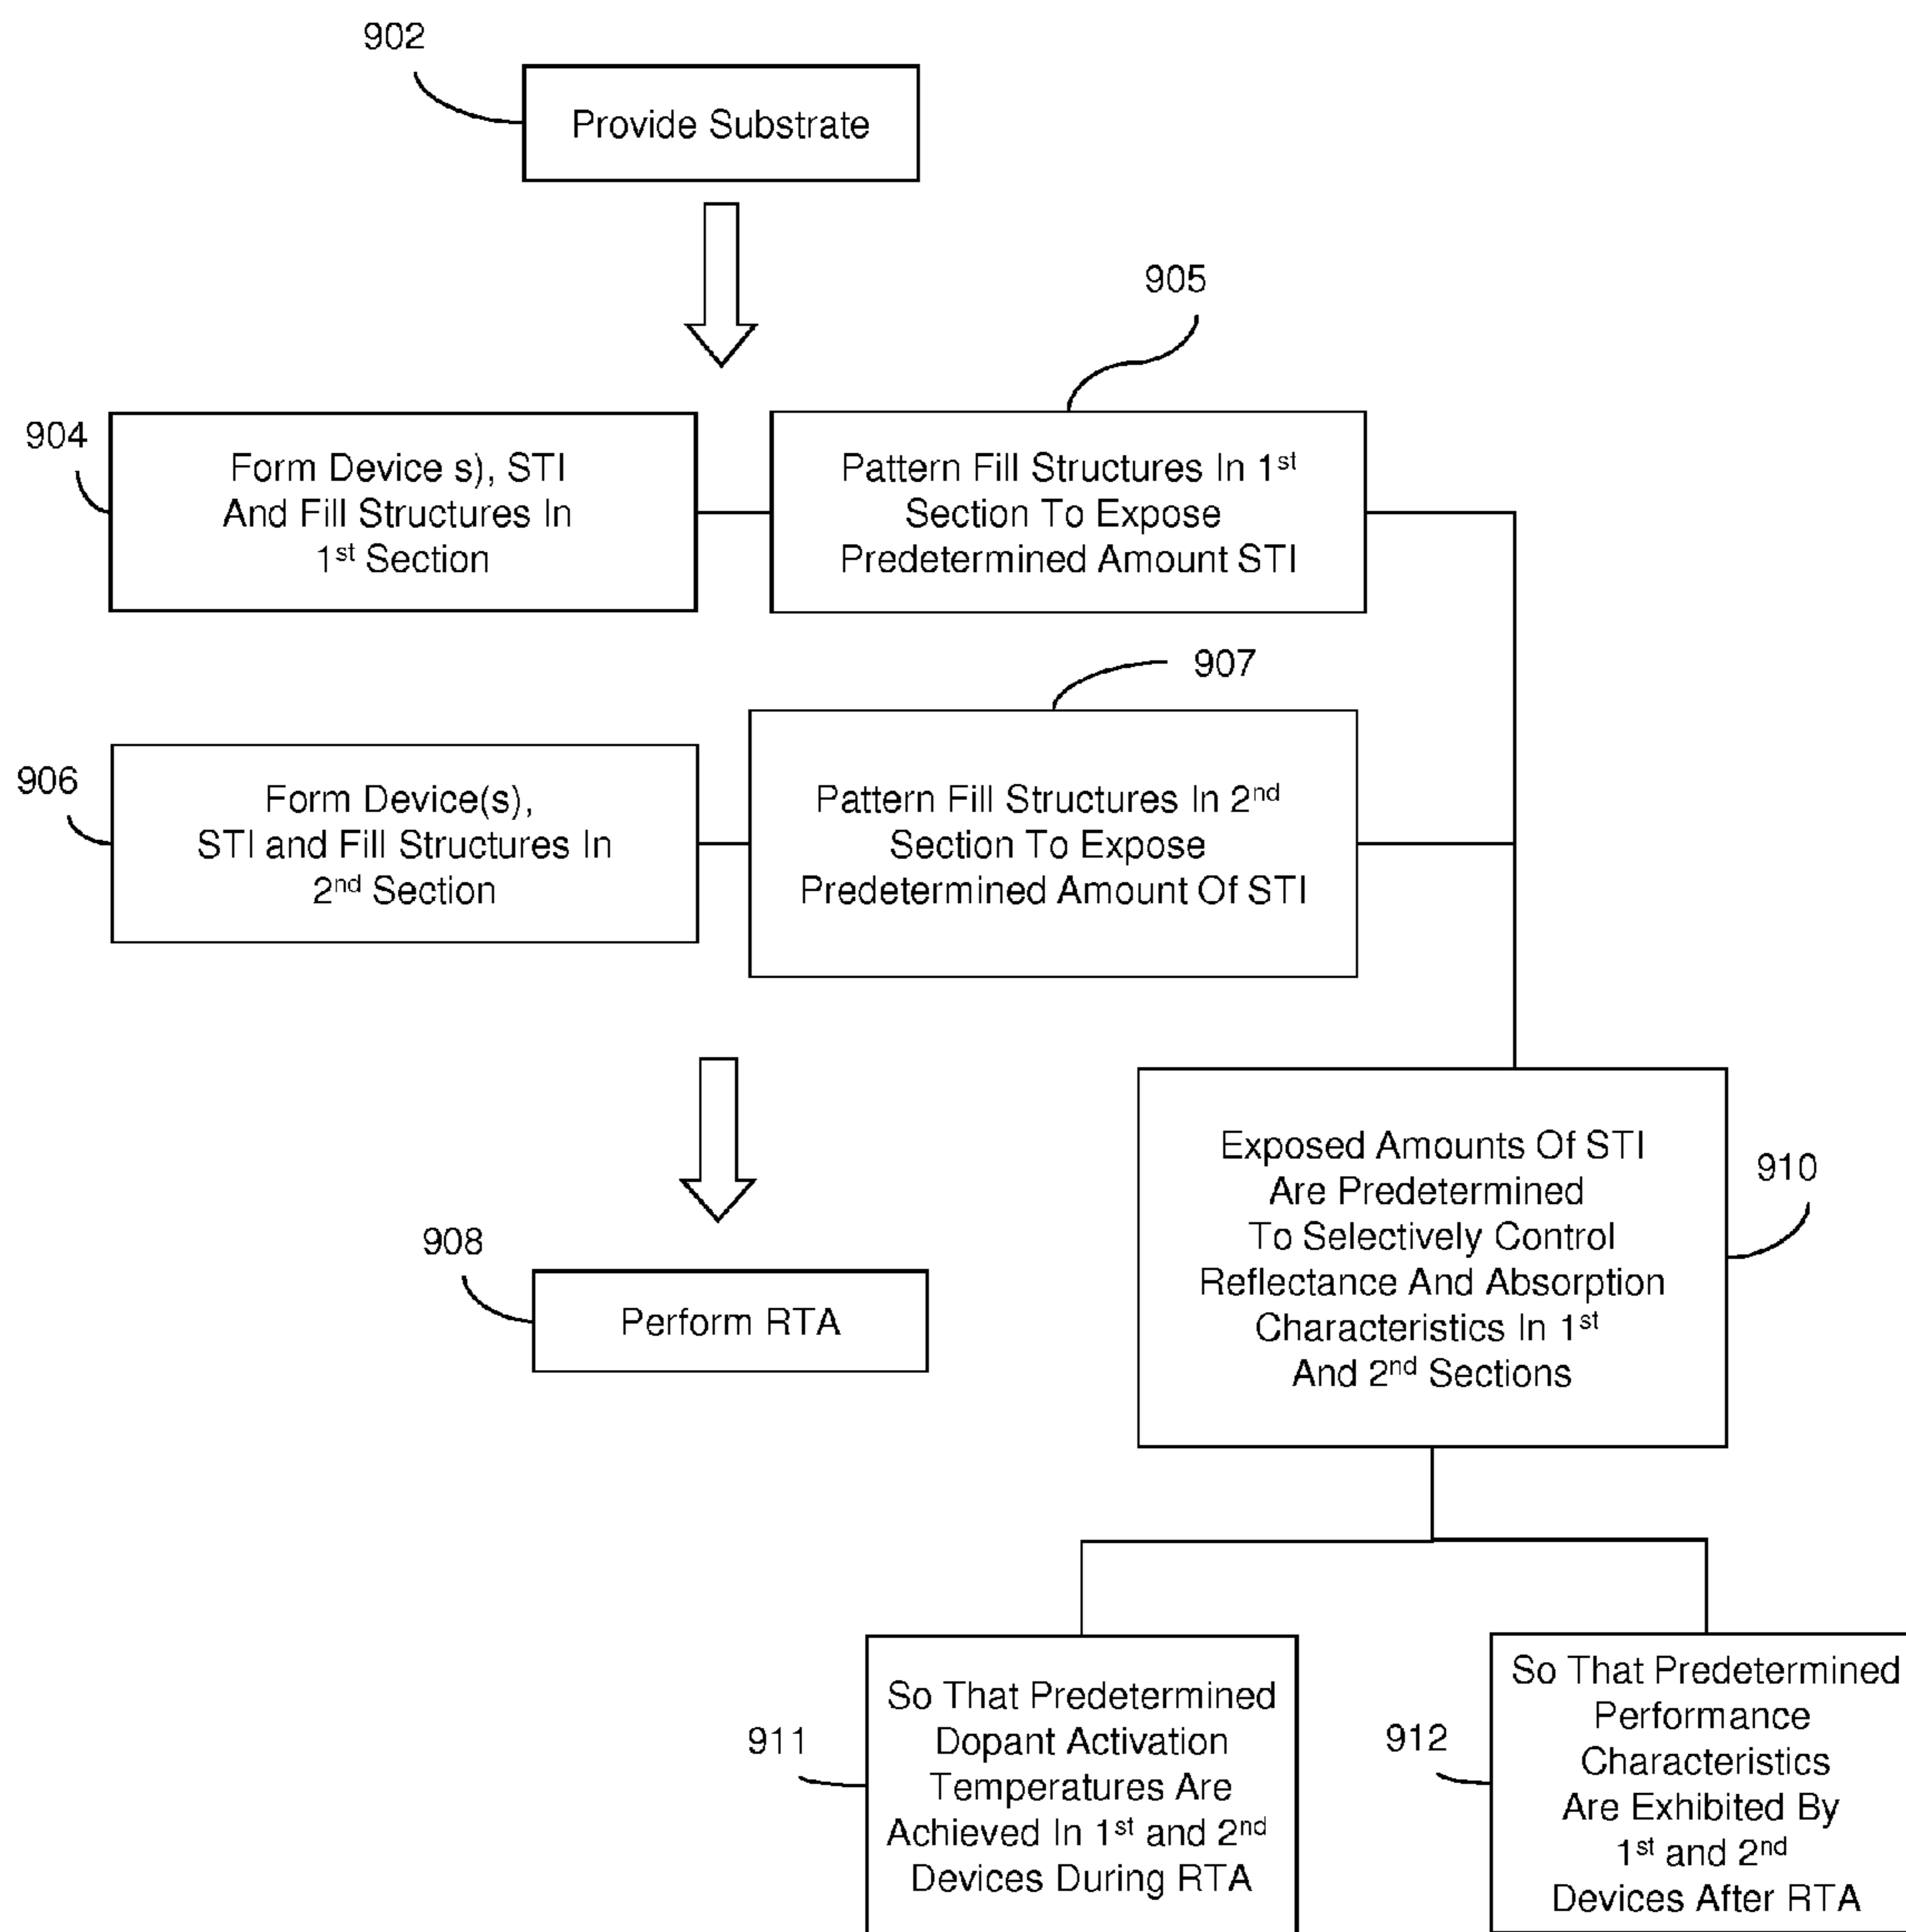 902
Provide Substrate
905
904
Form Device s), STI
And Fill Structures In
1st Section
Pattern Fill Structures In 1st
Section To Expose
Predetermined Amount STI
907
906
Form Device(s),
STI and Fill Structures In
2nd Section
Pattern Fill Structures In 2nd
Section To Expose
Predetermined Amount Of STI
908
Perform RTA
910
Exposed Amounts Of STI
Are Predetermined
To Selectively Control
Reflectance And Absorption
Characteristics In 1st
And 2nd Sections
911
So That Predetermined
Dopant Activation
Temperatures Are
Achieved In 1st and 2nd
Devices During RTA
912
So That Predetermined
Performance
Characteristics
Are Exhibited By
1st and 2nd
Devices After RTA